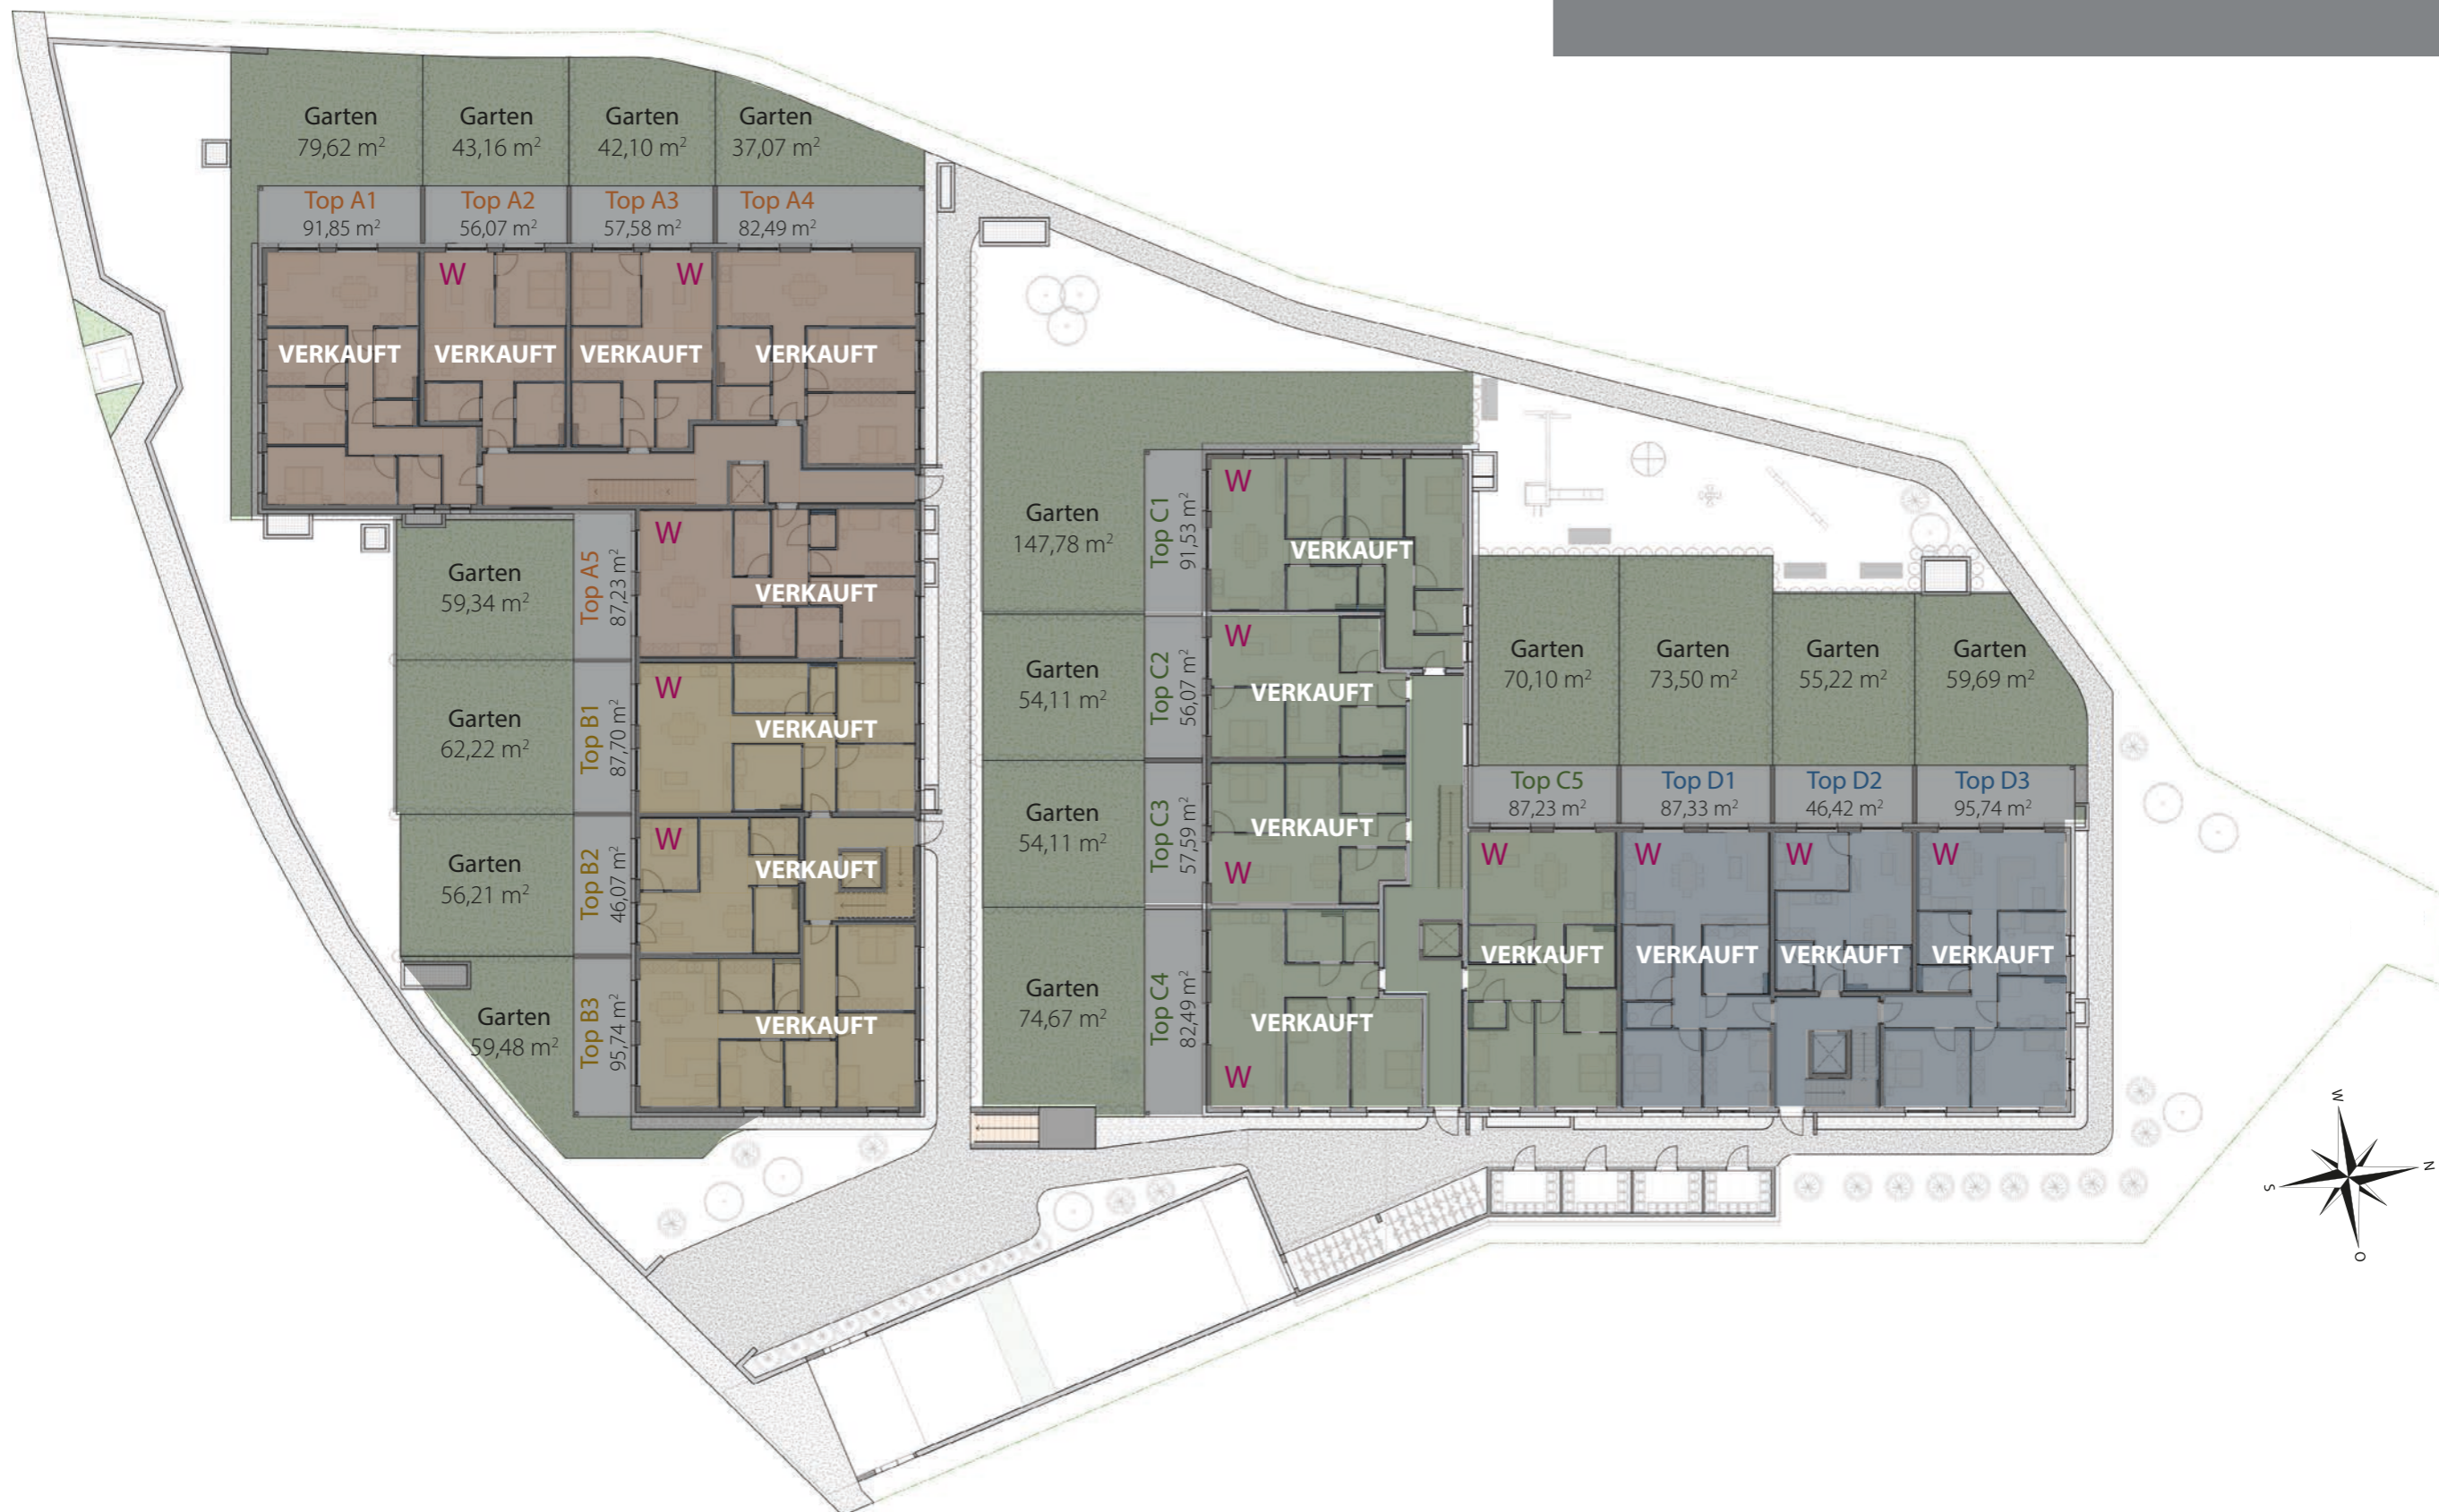 Garten
79,62 m²
Garten
43,16 m²
Garten
42,10 m²
Garten
37,07 m²
Top A1
91,85 m²
Top A2
56,07 m²
Top A3
57,58 m²
Top A4
82,49 m²
W
W
VERKAUFT
VERKAUFT
VERKAUFT
VERKAUFT
Garten
59,34 m²
Top A5
87,23 m²
W
VERKAUFT
Garten
62,22 m²
Top B1
87,70 m²
W
VERKAUFT
Garten
56,21 m²
Top B2
46,07 m²
W
VERKAUFT
Garten
59,48 m²
Top B3
95,74 m²
VERKAUFT
Garten
147,78 m²
Top C1
91,53 m²
W
VERKAUFT
Garten
54,11 m²
Top C2
56,07 m²
W
VERKAUFT
Garten
54,11 m²
Top C3
57,59 m²
VERKAUFT
W
Garten
74,67 m²
Top C4
82,49 m²
VERKAUFT
W
Garten
70,10 m²
Garten
73,50 m²
Garten
55,22 m²
Garten
59,69 m²
Top C5
87,23 m²
Top D1
87,33 m²
Top D2
46,42 m²
Top D3
95,74 m²
W
W
W
W
VERKAUFT
VERKAUFT
VERKAUFT
VERKAUFT
W
N
S
O